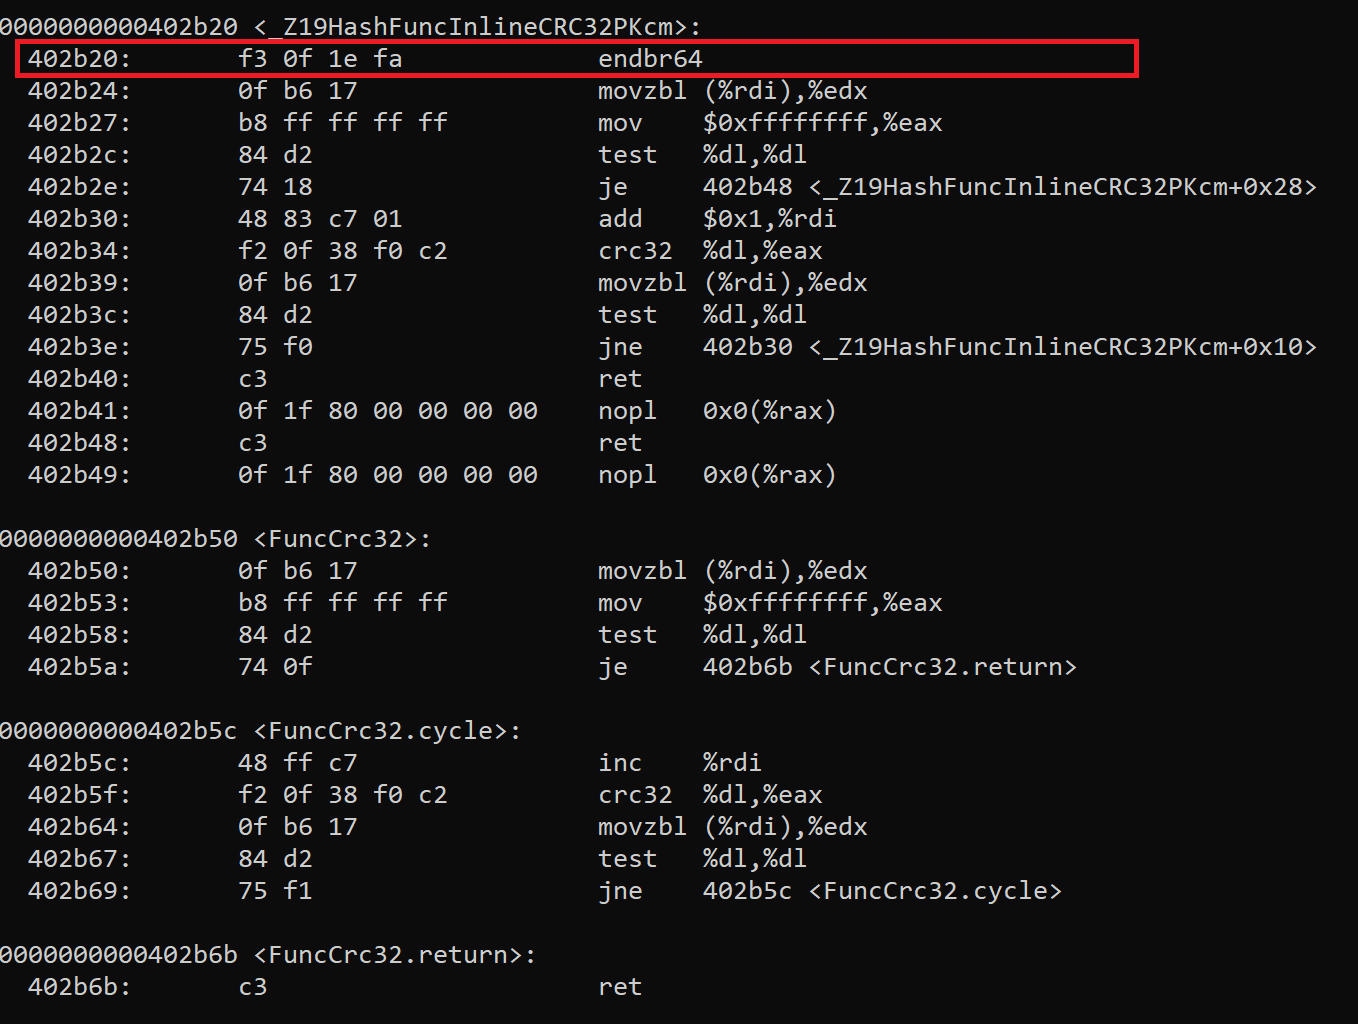 0000000000402b20 <_Z19HashFuncInlineCRC32PKcm>:
402b20: f3 0f 1e fa endbr64
402b24: 0f b6 17 movzbl (%rdi),%edx
402b27: b8 ff ff ff ff mov $0xffffffff,%eax
402b2c: 84 d2 test %dl,%dl
402b2e: 74 18 je 402b48 <_Z19HashFuncInlineCRC32PKcm+0x28>
402b30: 48 83 c7 01 add $0x1,%rdi
402b34: f2 0f 38 f0 c2 crc32 %dl,%eax
402b39: 0f b6 17 movzbl (%rdi),%edx
402b3c: 84 d2 test %dl,%dl
402b3e: 75 f0 jne 402b30 <_Z19HashFuncInlineCRC32PKcm+0x10>
402b40: c3 ret
402b41: 0f 1f 80 00 00 00 00 nopl 0x0(%rax)
402b48: c3 ret
402b49: 0f 1f 80 00 00 00 00 nopl 0x0(%rax)
0000000000402b50 <FuncCrc32>:
402b50: 0f b6 17 movzbl (%rdi),%edx
402b53: b8 ff ff ff ff mov $0xffffffff,%eax
402b58: 84 d2 test %dl,%dl
402b5a: 74 0f je 402b6b <FuncCrc32.return>
0000000000402b5c <FuncCrc32.cycle>:
402b5c: 48 ff c7 inc %rdi
402b5f: f2 0f 38 f0 c2 crc32 %dl,%eax
402b64: 0f b6 17 movzbl (%rdi),%edx
402b67: 84 d2 test %dl,%dl
402b69: 75 f1 jne 402b5c <FuncCrc32.cycle>
0000000000402b6b <FuncCrc32.return>:
402b6b: c3 ret